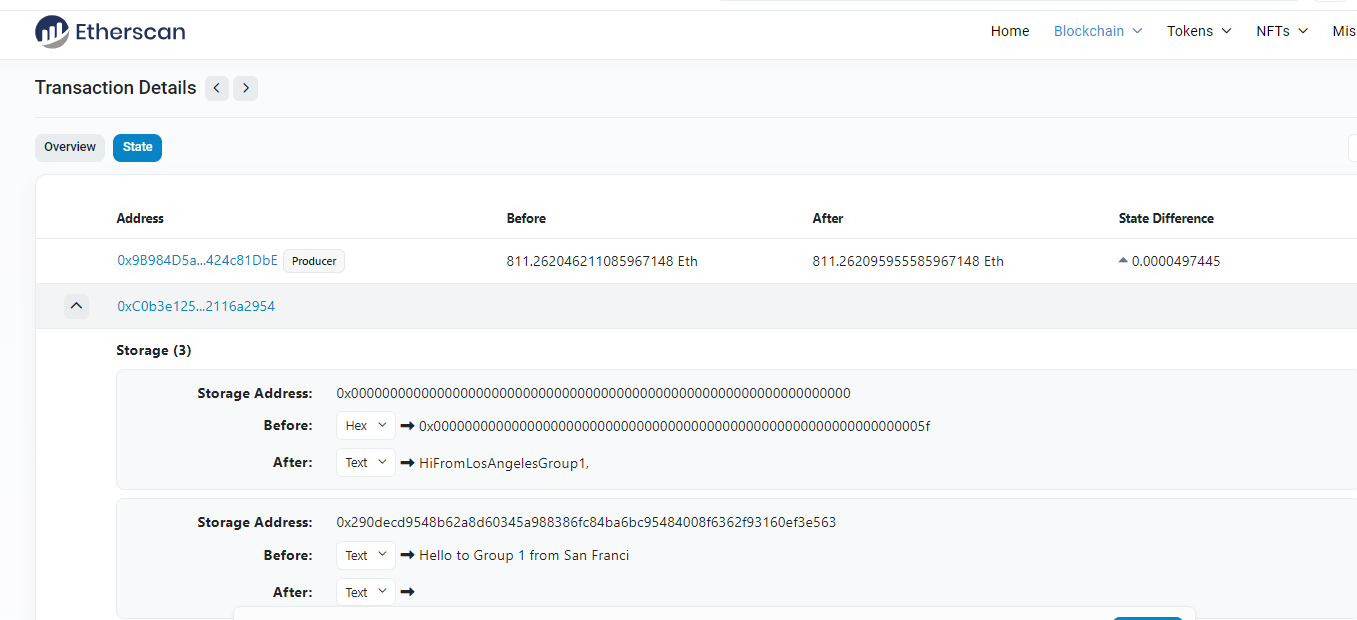 Etherscan
Home Blockchain Tokens NFTs Mis
Transaction Details
Overview State
Address Before After State Difference
0x9B984D5a...424c81DbE Producer 811.262046211085967148 Eth 811.262095955585967148 Eth 0.0000497445
0xC0b3e125...2116a2954
Storage (3)
Storage Address: 0x0000000000000000000000000000000000000000000000000000000000000000
Before: Hex ➞ 0x000000000000000000000000000000000000000000000000000000000000005f
After: Text ➞ HiFromLosAngelesGroup1,
Storage Address: 0x290decd9548b62a8d60345a988386fc84ba6bc95484008f6362f93160ef3e563
Before: Text ➞ Hello to Group 1 from San Franci
After: Text ➞